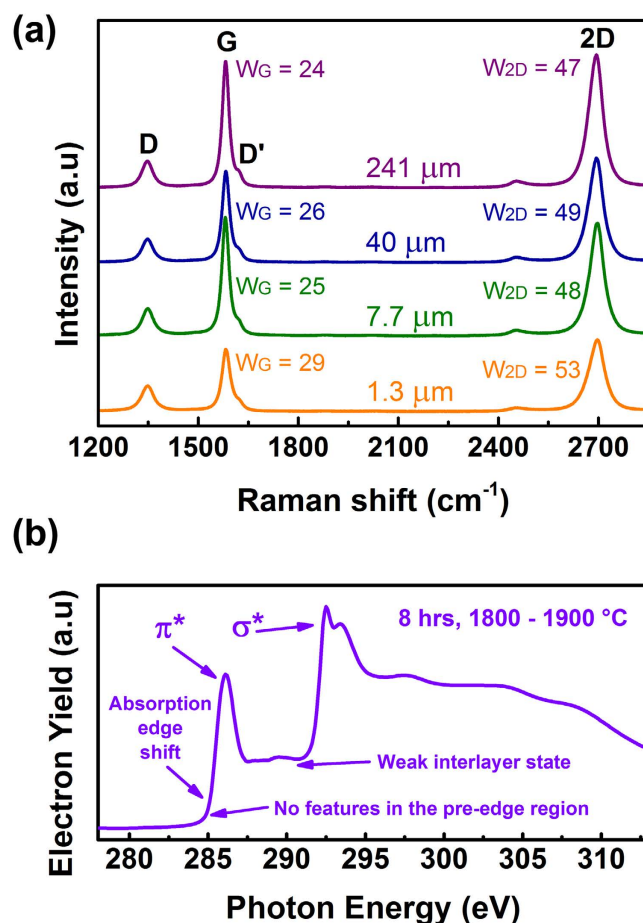 (a)
G
2D
W_G = 24
W_2D = 47
D
D'
241 μm
W_G = 26
W_2D = 49
40 μm
W_G = 25
W_2D = 48
7.7 μm
W_G = 29
W_2D = 53
1.3 μm
Intensity (a.u)
1200 1500 1800 2100 2400 2700
Raman shift (cm⁻¹)
(b)
π*
σ*
8 hrs, 1800 - 1900 °C
Absorption
edge
shift
Weak interlayer state
No features in the pre-edge region
Electron Yield (a.u)
280 285 290 295 300 305 310
Photon Energy (eV)